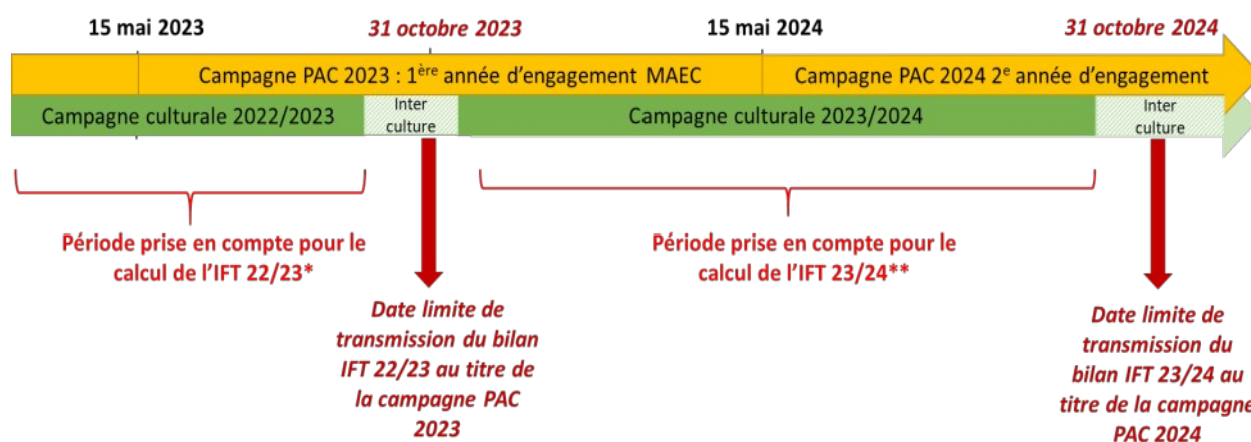 15 mai 2023
31 octobre 2023
15 mai 2024
31 octobre 2024
Campagne PAC 2023 : 1ère année d'engagement MAEC
Campagne PAC 2024 2e année d'engagement
Campagne culturale 2022/2023
Inter
culture
Campagne culturale 2023/2024
Inter
culture
Période prise en compte pour le
calcul de l'IFT 22/23*
Période prise en compte pour le
calcul de l'IFT 23/24**
Date limite de
transmission du bilan
IFT 22/23 au titre de
la campagne PAC
2023
Date limite de
transmission du
bilan IFT 23/24 au
titre de la campagne
PAC 2024